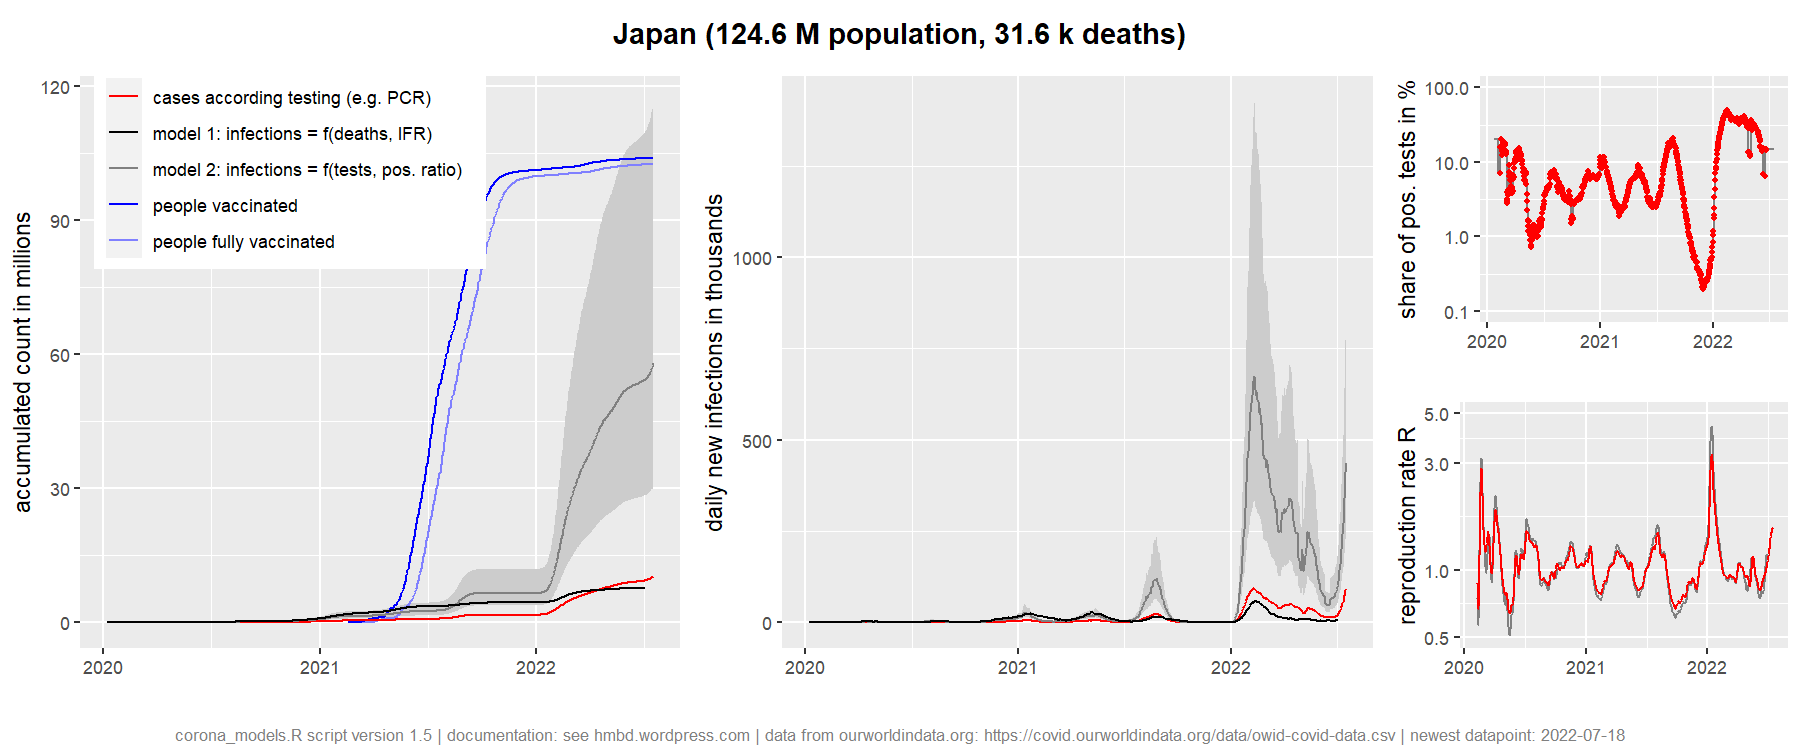 Japan (124.6 M population, 31.6 k deaths)
accumulated count in millions
120
90
60
30
0
2020 2021 2022
cases according testing (e.g. PCR)
model 1: infections = f(deaths, IFR)
model 2: infections = f(tests, pos. ratio)
people vaccinated
people fully vaccinated
daily new infections in thousands
1000
500
0
2020 2021 2022
share of pos. tests in %
100.0
10.0
1.0
0.1
2020 2021 2022
reproduction rate R
5.0
3.0
1.0
0.5
2020 2021 2022
corona_models.R script version 1.5 | documentation: see hmbd.wordpress.com | data from ourworldindata.org: https://covid.ourworldindata.org/data/owid-covid-data.csv | newest datapoint: 2022-07-18